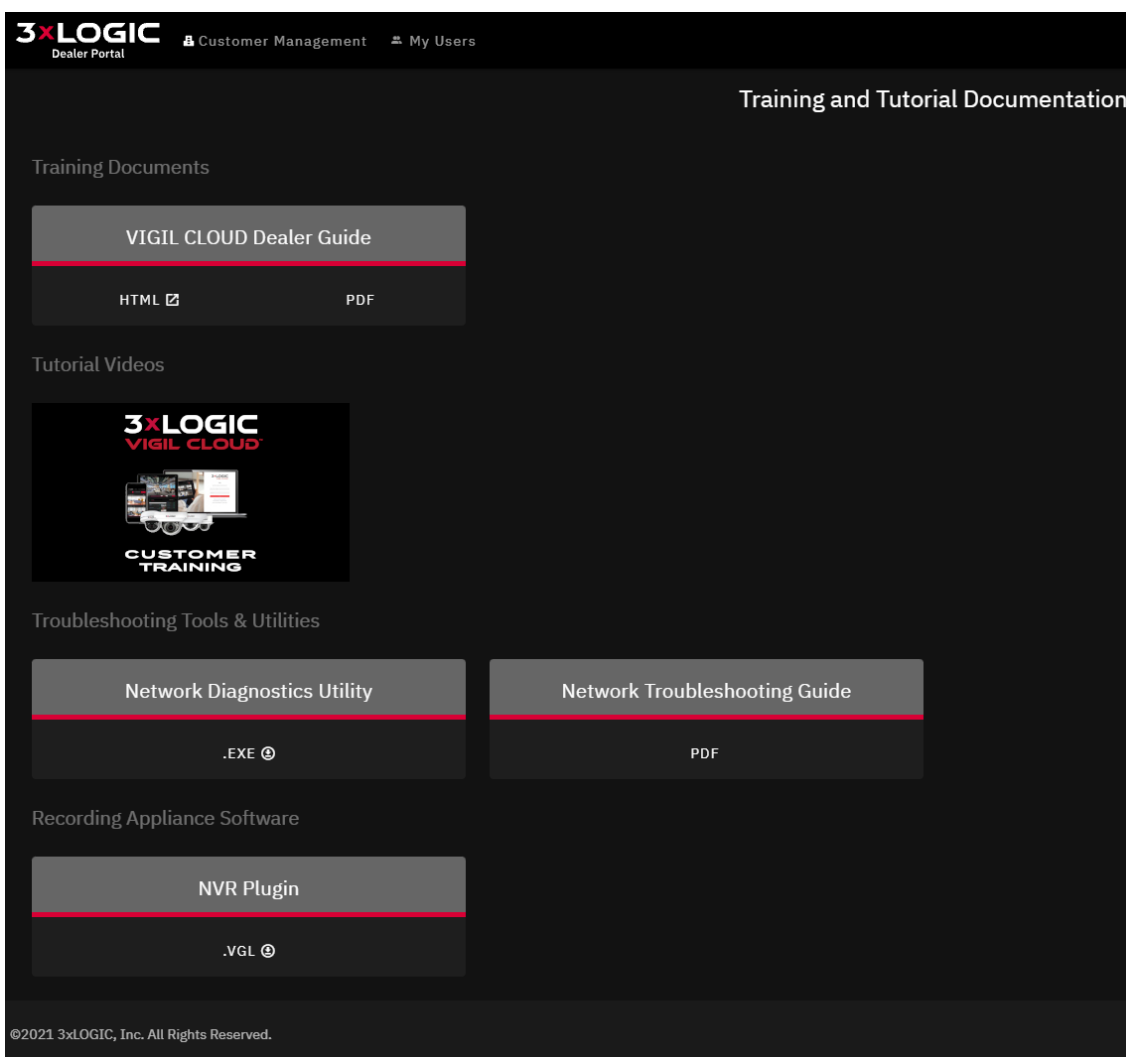 3xLOGIC
Dealer Portal
Customer Management
My Users
Training and Tutorial Documentation
Training Documents
VIGIL CLOUD Dealer Guide
HTML
PDF
Tutorial Videos
3xLOGIC
VIGIL CLOUD
CUSTOMER
TRAINING
Troubleshooting Tools & Utilities
Network Diagnostics Utility
Network Troubleshooting Guide
.EXE
PDF
Recording Appliance Software
NVR Plugin
.VGL
©2021 3xLOGIC, Inc. All Rights Reserved.